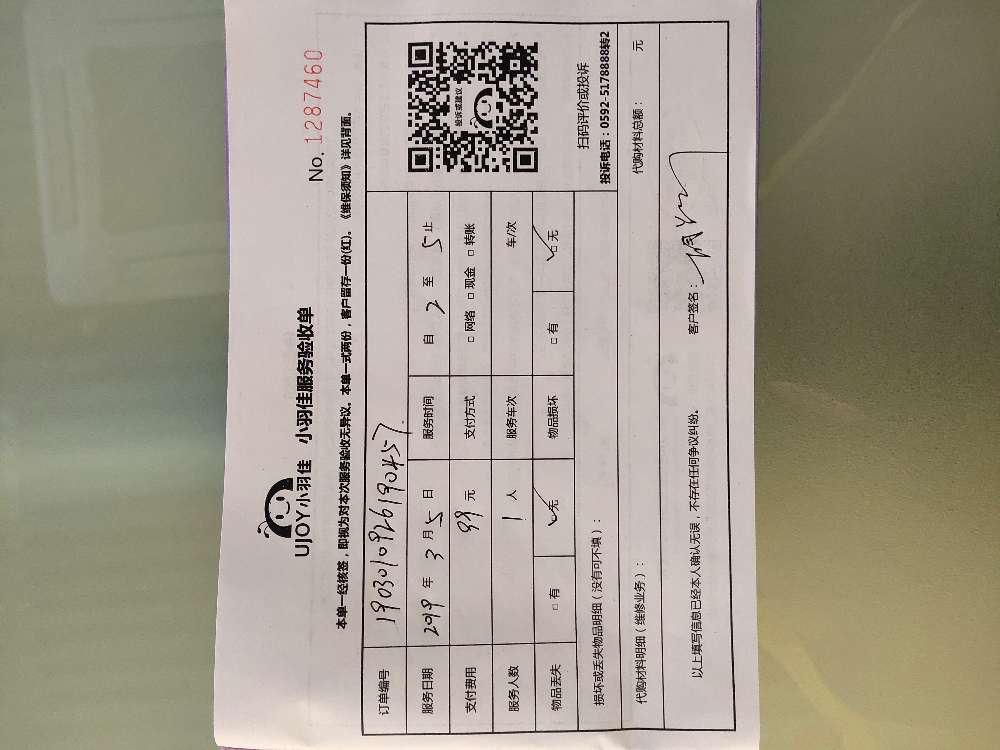 UJOY小羽佳 小羽佳服务验收单
No. 1287460
本单一经核签，即视为对本次服务验收无异议。本单一式两份，客户留存一份(红)。《维保须知》详见背面。
订单编号 190301092619 0457
服务日期 2019 年 3 月 5 日 服务时间 自 2 至 5 止
支付费用 99 元 支付方式 □ 网络 □ 现金 □ 转账
服务人数 1 人 服务车次 车/次
物品丢失 □ 有 □ 无 物品损坏 □ 有 □ 无
投诉或建议
扫码评价或投诉
投诉电话：0592-5178888转2
损坏或丢失物品明细（没有可不填）：
代购材料明细（维修业务）： 代购材料总额： 元
以上填写信息已经本人确认无误，不存在任何争议纠纷。 客户签名：